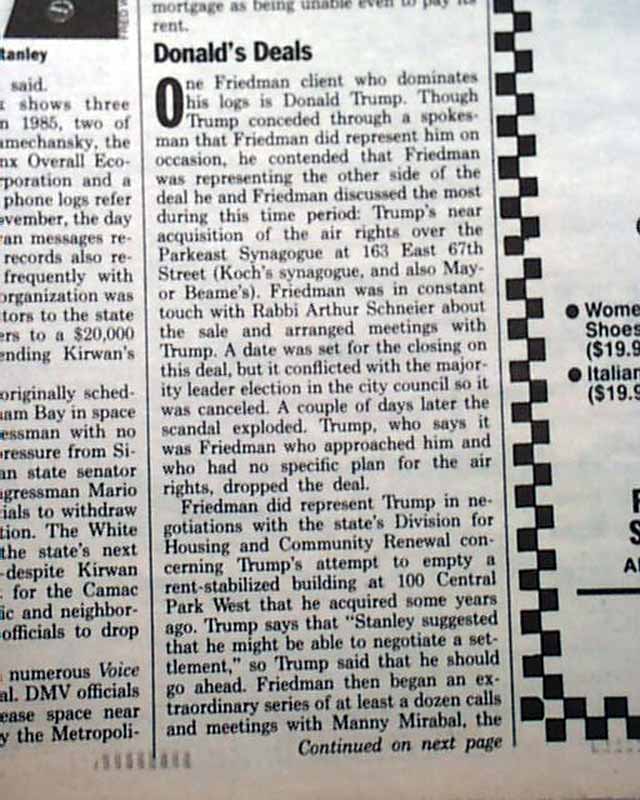 FRED W
tanley
said.
shows three
n 1985, two of
amechansky, the
nx Overall Eco-
rporation and a
phone logs refer
ovember, the day
van messages re-
records also re-
frequently with
organization was
tors to the state
ers to a $20,000
ending Kirwan's
originally sched-
ham Bay in space
essman with no
pressure from Si-
an state senator
ngressman Mario
ials to withdraw
tion. The White
the state's next
-despite Kirwan
for the Camac
ic and neighbor-
officials to drop
numerous Voice
al. DMV officials
ease space near
y the Metropoli-
mortgage as being unable even to pay its
rent.
Donald's Deals
One Friedman client who dominates
his logs is Donald Trump. Though
Trump conceded through a spokes-
man that Friedman did represent him on
occasion, he contended that Friedman
was representing the other side of the
deal he and Friedman discussed the most
during this time period: Trump's near
acquisition of the air rights over the
Parkeast Synagogue at 163 East 67th
Street (Koch's synagogue, and also May-
or Beame's). Friedman was in constant
touch with Rabbi Arthur Schneier about
the sale and arranged meetings with
Trump. A date was set for the closing on
this deal, but it conflicted with the major-
ity leader election in the city council so it
was canceled. A couple of days later the
scandal exploded. Trump, who says it
was Friedman who approached him and
who had no specific plan for the air
rights, dropped the deal.
Friedman did represent Trump in ne-
gotiations with the state's Division for
Housing and Community Renewal con-
cerning Trump's attempt to empty a
rent-stabilized building at 100 Central
Park West that he acquired some years
ago. Trump says that "Stanley suggested
that he might be able to negotiate a set-
tlement," so Trump said that he should
go ahead. Friedman then began an ex-
traordinary series of at least a dozen calls
and meetings with Manny Mirabal, the
Continued on next page
● Wome
Shoes
($19.9
● Italian
($19.9